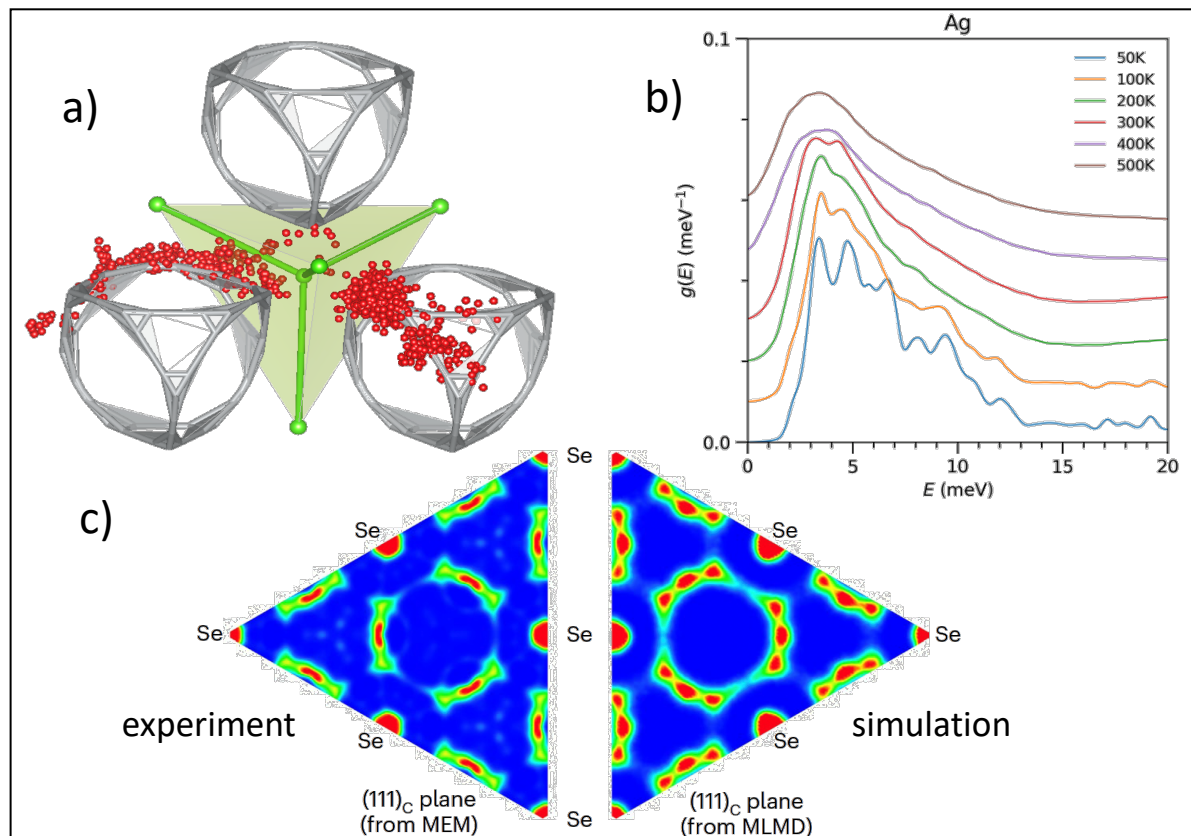 a)
b)
Ag
50K
100K
200K
300K
400K
500K
0.1
g(E) (meV⁻¹)
0.0
0 5 10 15 20
E (meV)
c)
Se Se
Se Se
Se Se Se
Se Se
Se
experiment simulation
(111)C plane
(from MEM)
(111)C plane
(from MLMD)